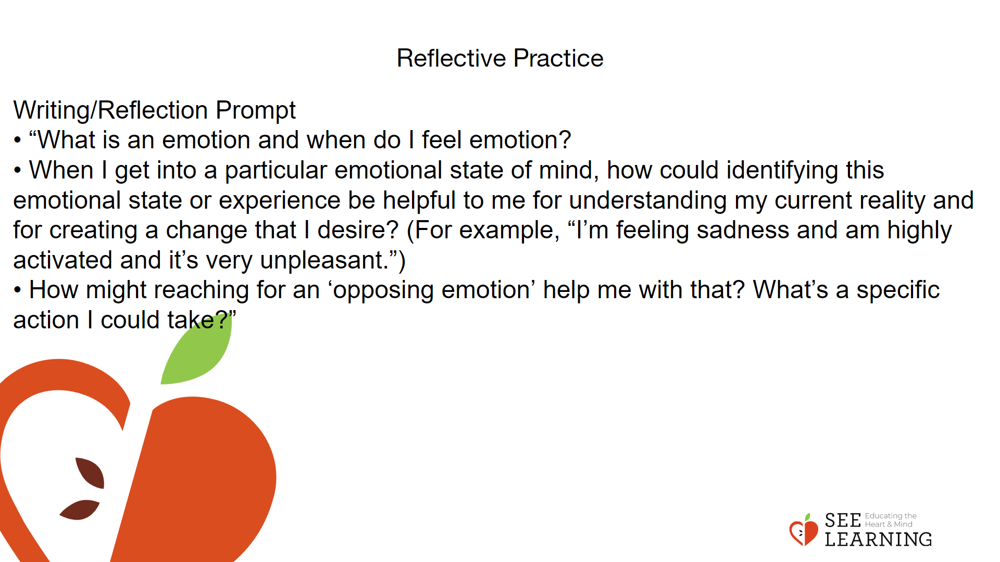 Reflective Practice
Writing/Reflection Prompt
• “What is an emotion and when do I feel emotion?
• When I get into a particular emotional state of mind, how could identifying this
emotional state or experience be helpful to me for understanding my current reality and
for creating a change that I desire? (For example, “I’m feeling sadness and am highly
activated and it’s very unpleasant.”)
• How might reaching for an ‘opposing emotion’ help me with that? What’s a specific
action I could take?”
SEE Educating the
Heart & Mind
LEARNING